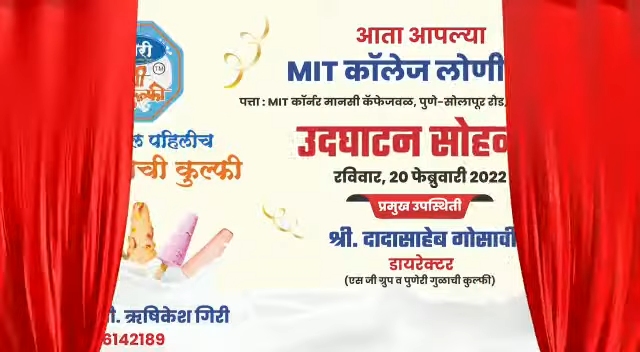 आता आपल्या
MIT कॉलेज लोणी
पत्ता : MIT कॉर्नर मानसी कॅफेजवळ, पुणे-सोलापूर रोड,
उदघाटन
रविवार, 20 फेब्रुवारी 2022
प्रमुख उपस्थिती
श्री. दादासाहेब गोसावी
डायरेक्टर
(एस जी ग्रुप व पुणेरी गुळाची कुल्फी)
TM
पहिलीच
कुल्फी
ऋषिकेश गिरी
6142189